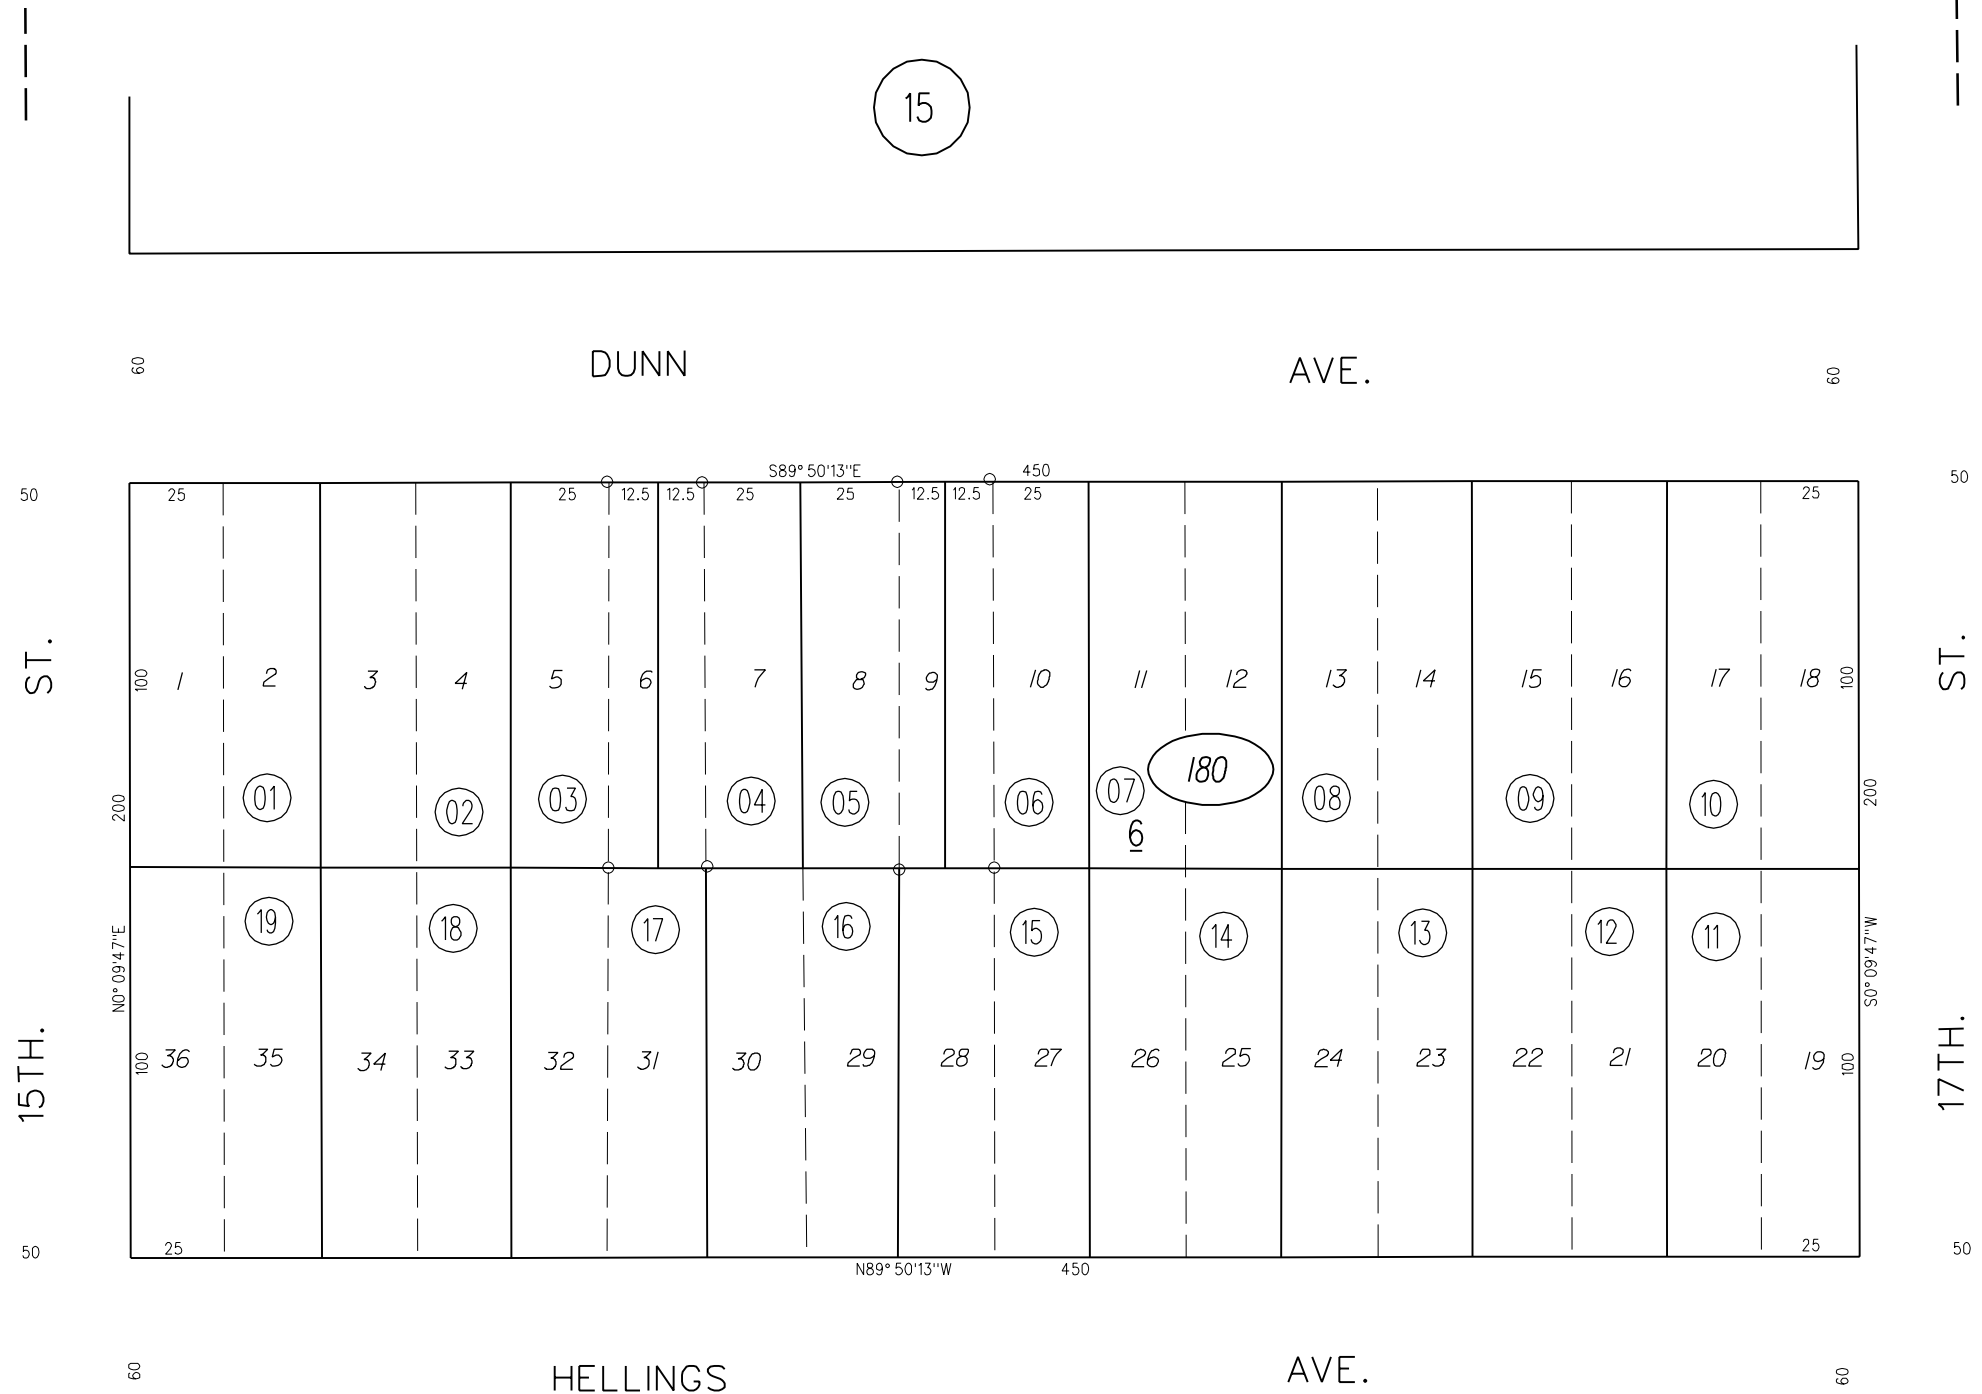 15
60 DUNN AVE. 60
S89° 50'13"E 450
50 50
25 25 12.5 12.5 25 25 12.5 12.5 25 25
ST. ST.
100 1 2 3 4 5 6 7 8 9 10 11 12 13 14 15 16 17 18 100
180
200 01 02 03 04 05 06 07 08 09 10 200
6
19 18 17 16 15 14 13 12 11
N0° 09'47"E S0° 09'47"W
15TH. 17TH.
100 36 35 34 33 32 31 30 29 28 27 26 25 24 23 22 21 20 19 100
25 25
50 50
N89° 50'13"W 450
60 HELLINGS AVE. 60